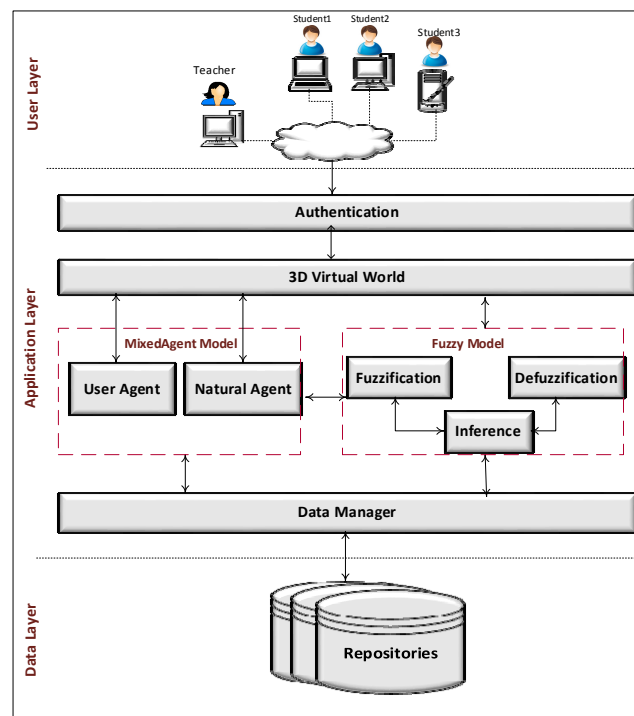 Student1
Student2
Student3
Teacher
User Layer
Authentication
3D Virtual World
Application Layer
MixedAgent Model
Fuzzy Model
User Agent
Natural Agent
Fuzzification
Defuzzification
Inference
Data Manager
Data Layer
Repositories